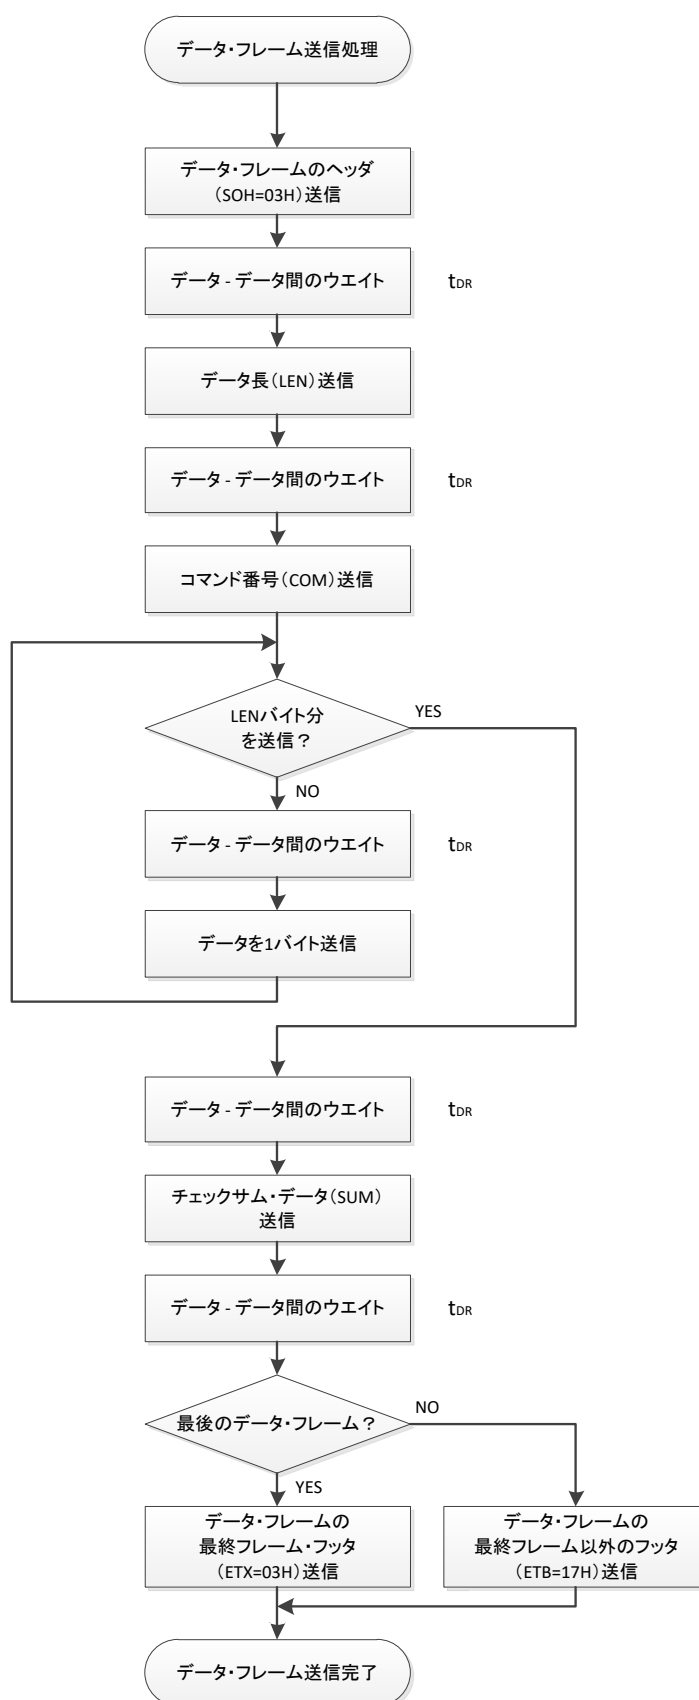 データ・フレーム送信処理
データ・フレームのヘッダ
(SOH=03H)送信
データ - データ間のウエイト
tDR
データ長(LEN)送信
データ - データ間のウエイト
tDR
コマンド番号(COM)送信
LENバイト分
を送信？
YES
NO
データ - データ間のウエイト
tDR
データを1バイト送信
データ - データ間のウエイト
tDR
チェックサム・データ(SUM)
送信
データ - データ間のウエイト
tDR
最後のデータ・フレーム？
NO
YES
データ・フレームの
最終フレーム・フッタ
(ETX=03H)送信
データ・フレームの
最終フレーム以外のフッタ
(ETB=17H)送信
データ・フレーム送信完了